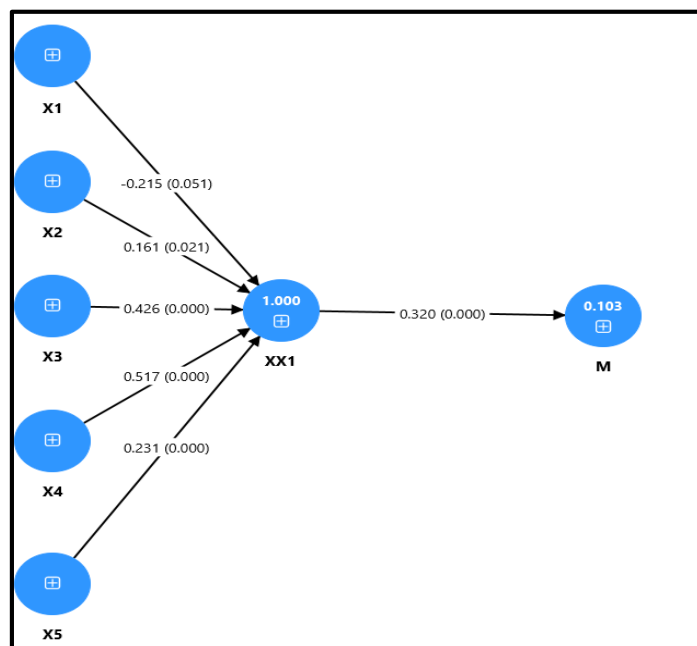 X1
-0.215 (0.051)
X2
0.161 (0.021)
1.000
0.426 (0.000)
0.320 (0.000)
0.103
X3
XX1
M
0.517 (0.000)
0.231 (0.000)
X4
X5